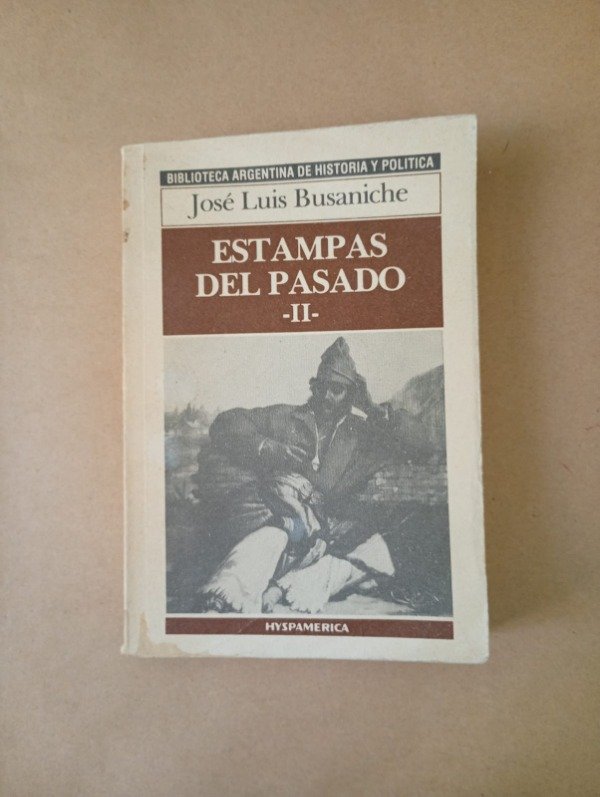 BIBLIOTECA ARGENTINA DE HISTORIA Y POLITICA
José Luis Busaniche
ESTAMPAS
DEL PASADO
-II-
HYSPAMERICA